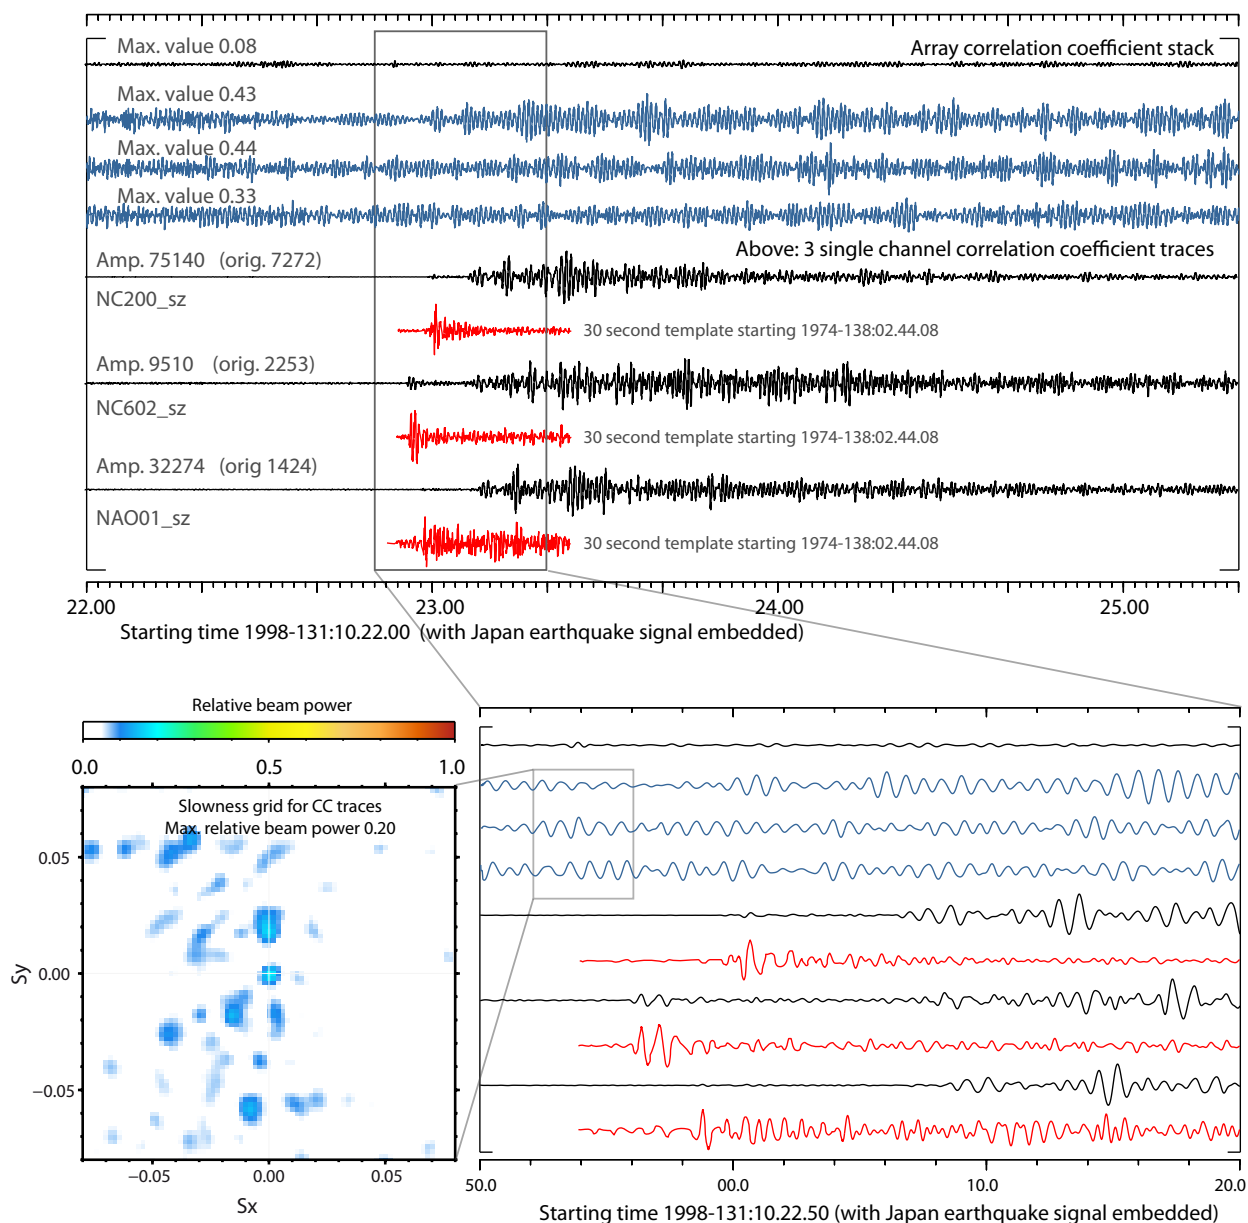 Max. value 0.08
Array correlation coefficient stack
Max. value 0.43
Max. value 0.44
Max. value 0.33
Above: 3 single channel correlation coefficient traces
Amp. 75140 (orig. 7272)
NC200_sz
30 second template starting 1974-138:02.44.08
Amp. 9510 (orig. 2253)
NC602_sz
30 second template starting 1974-138:02.44.08
Amp. 32274 (orig 1424)
NAO01_sz
30 second template starting 1974-138:02.44.08
22.00 23.00 24.00 25.00
Starting time 1998-131:10.22.00 (with Japan earthquake signal embedded)
Relative beam power
0.0 0.5 1.0
Slowness grid for CC traces
Max. relative beam power 0.20
0.05
0.00
−0.05
Sy
−0.05 0.00 0.05
Sx
50.0 00.0 10.0 20.0
Starting time 1998-131:10.22.50 (with Japan earthquake signal embedded)